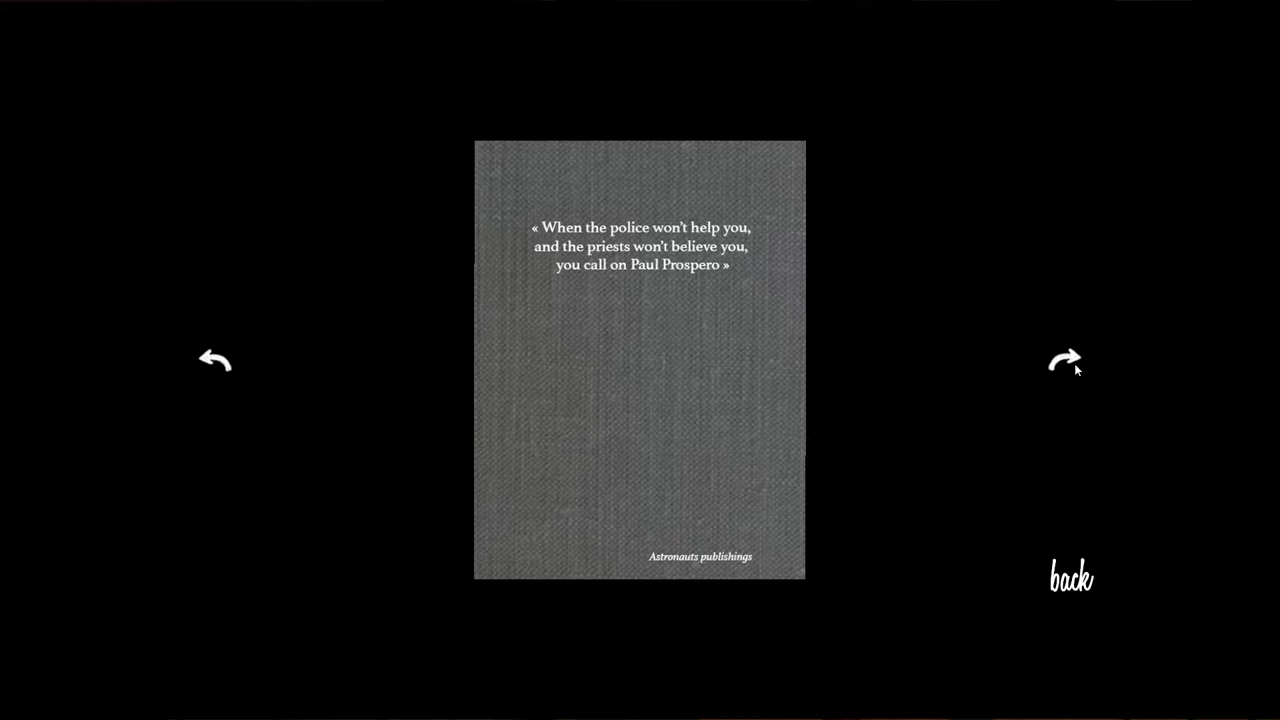 « When the police won't help you,
and the priests won't believe you,
you call on Paul Prospero »
Astronauts publishings
back